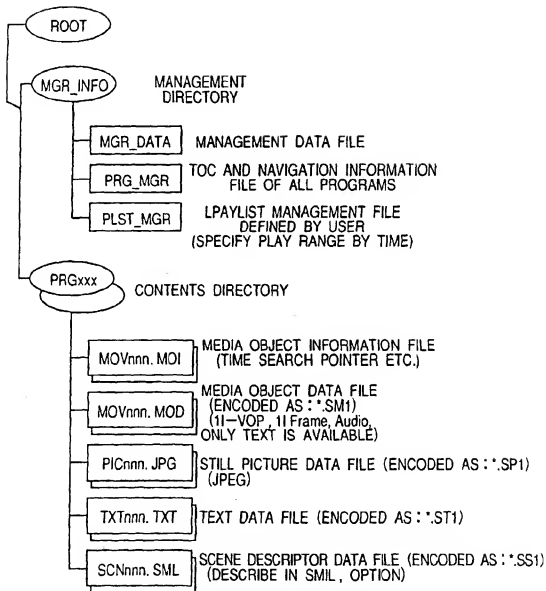 ROOT
MGR_INFO
MANAGEMENT
DIRECTORY
MGR_DATA
MANAGEMENT DATA FILE
PRG_MGR
TOC AND NAVIGATION INFORMATION
FILE OF ALL PROGRAMS
PLST_MGR
LPAYLIST MANAGEMENT FILE
DEFINED BY USER
(SPECIFY PLAY RANGE BY TIME)
PRGxxx
CONTENTS DIRECTORY
MOVnnn. MOI
MEDIA OBJECT INFORMATION FILE
(TIME SEARCH POINTER ETC.)
MOVnnn. MOD
MEDIA OBJECT DATA FILE
(ENCODED AS : *.SM1)
(1I-VOP , 1I Frame, Audio,
ONLY TEXT IS AVAILABLE)
PICnnn. JPG
STILL PICTURE DATA FILE (ENCODED AS : *.SP1)
(JPEG)
TXTnnn. TXT
TEXT DATA FILE (ENCODED AS : *.ST1)
SCNnnn. SML
SCENE DESCRIPTOR DATA FILE (ENCODED AS : *.SS1)
(DESCRIBE IN SMIL , OPTION)